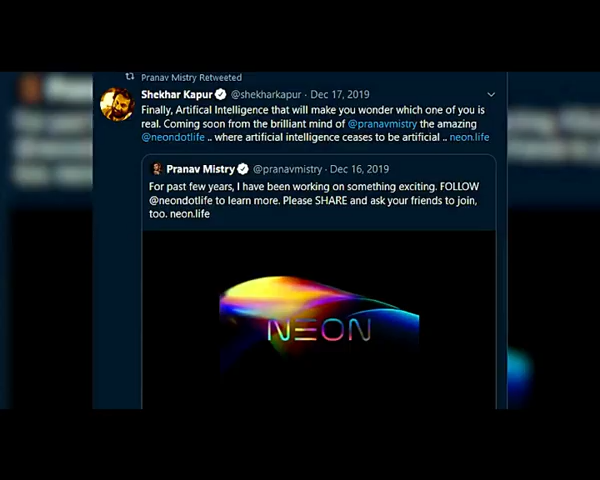 Pranav Mistry Retweeted
Shekhar Kapur @shekharkapur · Dec 17, 2019
Finally, Artifical Intelligence that will make you wonder which one of you is
real. Coming soon from the brilliant mind of @pranavmistry the amazing
@neondotlife .. where artificial intelligence ceases to be artificial .. neon.life
Pranav Mistry @pranavmistry · Dec 16, 2019
For past few years, I have been working on something exciting. FOLLOW
@neondotlife to learn more. Please SHARE and ask your friends to join,
too. neon.life
NEON